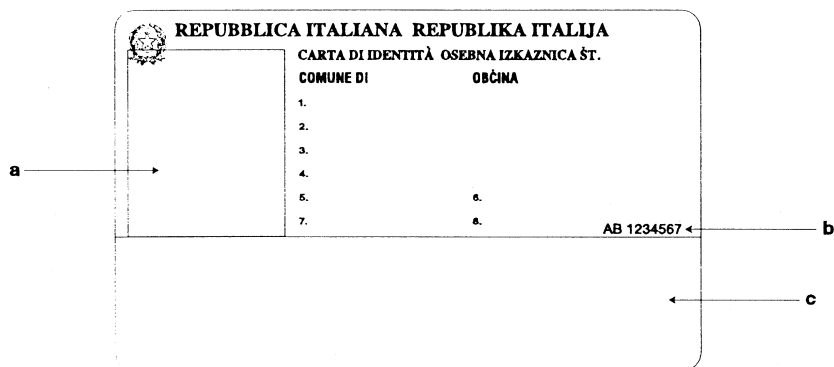 REPUBBLICA ITALIANA REPUBLIKA ITALIJA
CARTA DI IDENTITÀ OSEBNA IZKAZNICA ŠT.
COMUNE DI OBČINA
1.
2.
3.
4.
a
5. 6.
7. 8. AB 1234567 b
c